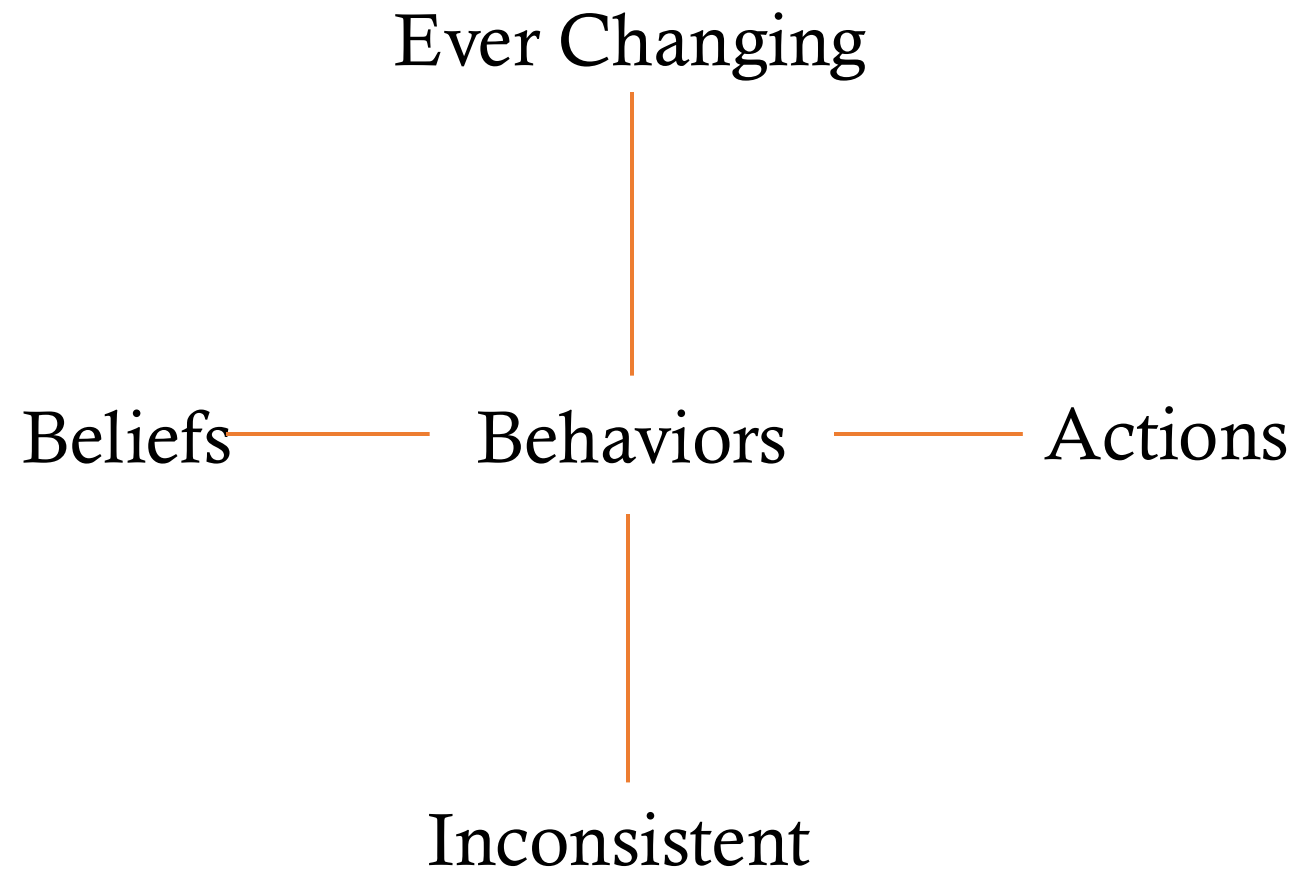 Ever Changing
Beliefs
Behaviors
Actions
Inconsistent